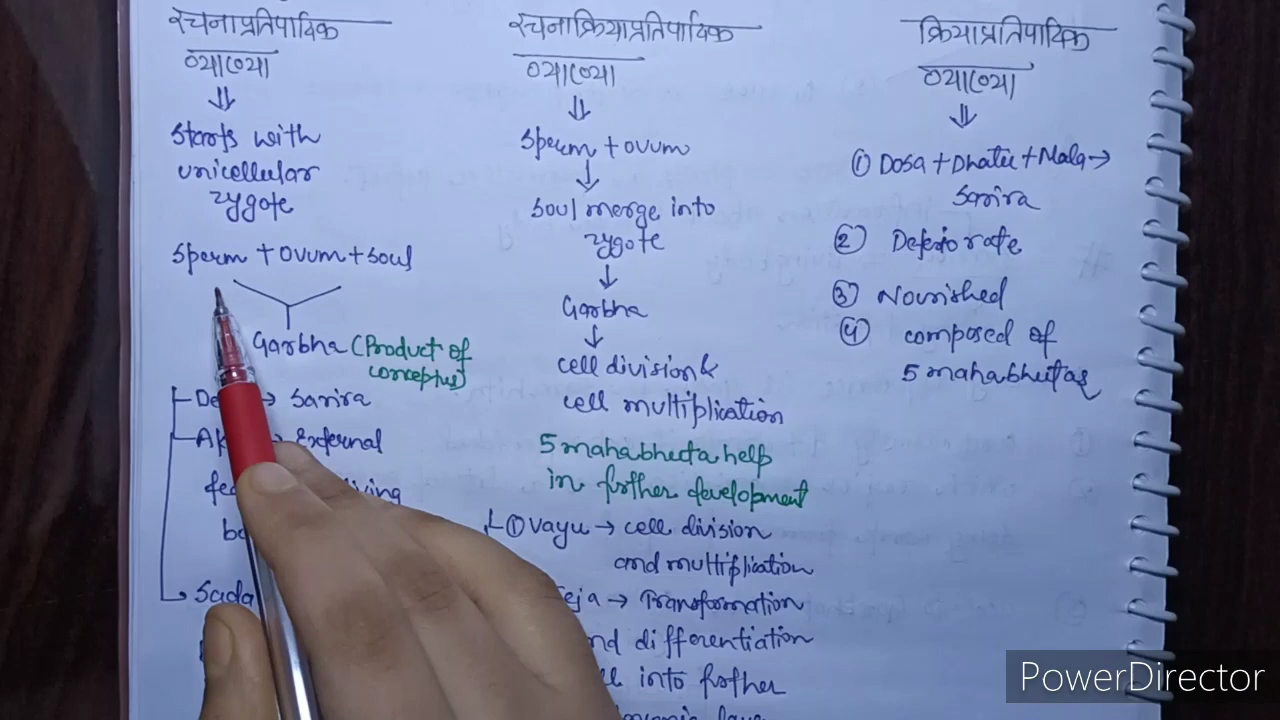 रचनाप्रतिपादिक
व्याख्या
⇓
Starts with
unicellular
zygote
Sperm + Ovum + Soul
Garbha (Product of
conceptus)
→ Sarira
External
living
Sada
रचनाक्रियाप्रतिपादिक
व्याख्या
⇓
Sperm + Ovum
↓
Soul merge into
zygote
↓
Garbha
↓
cell division &
cell multiplication
5 mahabhuta help
in further development
① Vayu → cell division
and multiplication
→ Transformation
differentiation
into further
क्रियाप्रतिपादिक
व्याख्या
⇓
① Dosa + Dhatu + Mala →
Sarira
② Deteriorate
③ Nourished
④ composed of
5 mahabhutas
PowerDirector